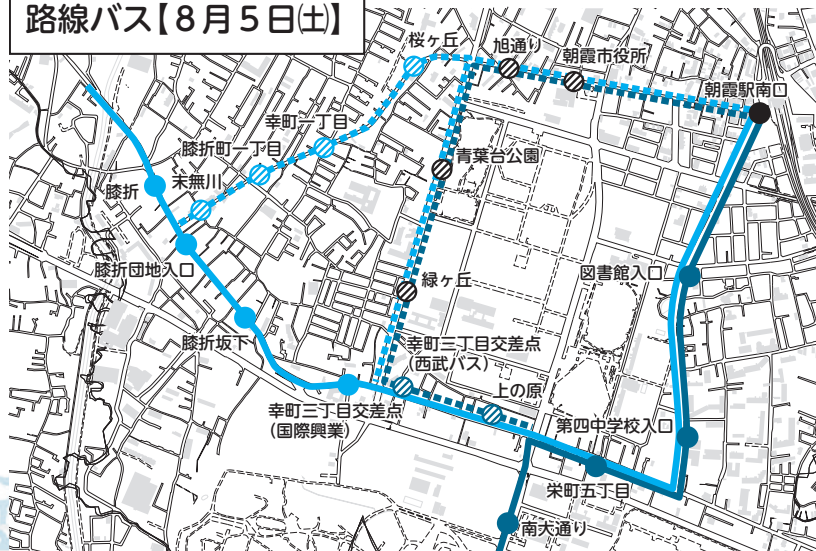 路線バス【8月5日㈯】
桜ヶ丘
旭通り
朝霞市役所
朝霞駅南口
幸町一丁目
膝折町一丁目
青葉台公園
末無川
膝折
膝折団地入口
図書館入口
緑ヶ丘
膝折坂下
幸町三丁目交差点
(西武バス)
上の原
幸町三丁目交差点
(国際興業)
第四中学校入口
栄町五丁目
南大通り